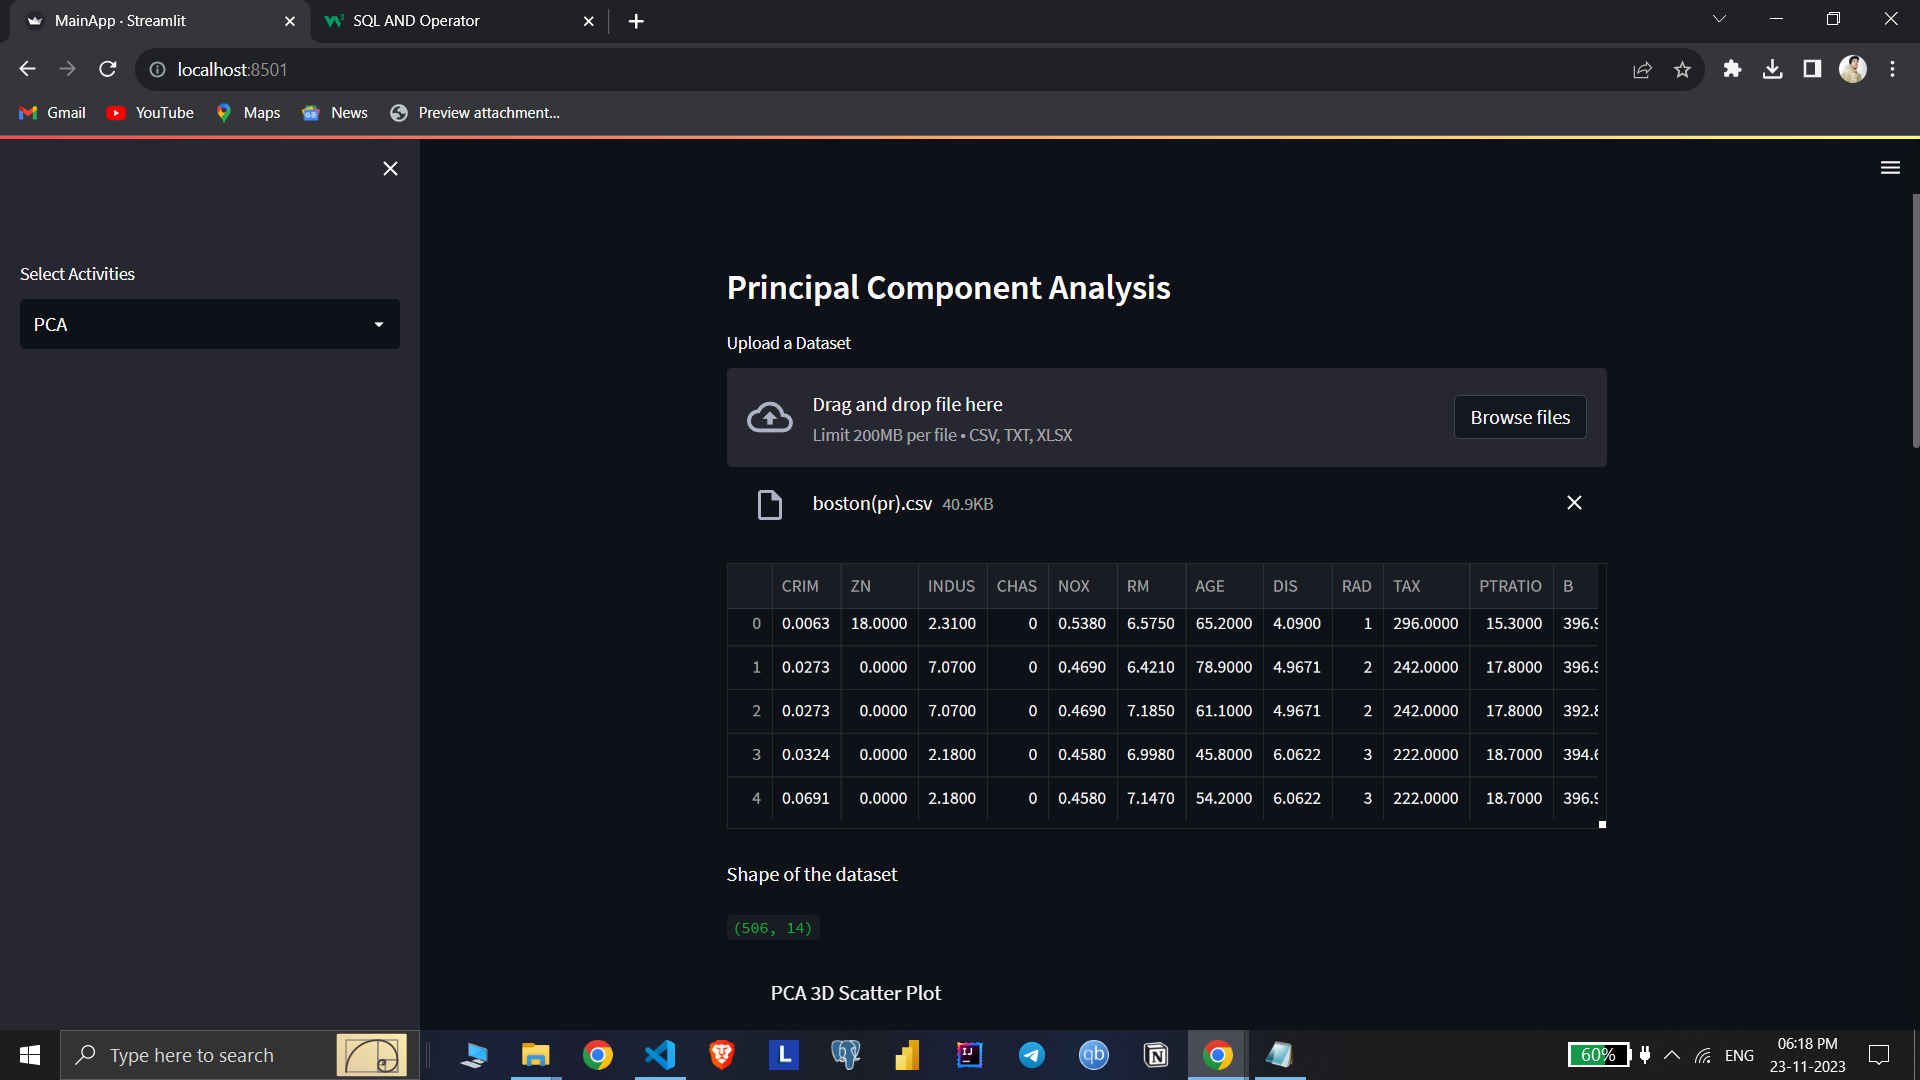 MainApp · Streamlit
SQL AND Operator
localhost:8501
Gmail
YouTube
Maps
News
Preview attachment...
Select Activities
PCA
Principal Component Analysis
Upload a Dataset
Drag and drop file here
Limit 200MB per file • CSV, TXT, XLSX
Browse files
boston(pr).csv 40.9KB
CRIM ZN INDUS CHAS NOX RM AGE DIS RAD TAX PTRATIO B
0 0.0063 18.0000 2.3100 0 0.5380 6.5750 65.2000 4.0900 1 296.0000 15.3000 396.9
1 0.0273 0.0000 7.0700 0 0.4690 6.4210 78.9000 4.9671 2 242.0000 17.8000 396.9
2 0.0273 0.0000 7.0700 0 0.4690 7.1850 61.1000 4.9671 2 242.0000 17.8000 392.8
3 0.0324 0.0000 2.1800 0 0.4580 6.9980 45.8000 6.0622 3 222.0000 18.7000 394.6
4 0.0691 0.0000 2.1800 0 0.4580 7.1470 54.2000 6.0622 3 222.0000 18.7000 396.9
Shape of the dataset
(506, 14)
PCA 3D Scatter Plot
Type here to search
L
IJ
qb
N
60%
ENG
06:18 PM
23-11-2023